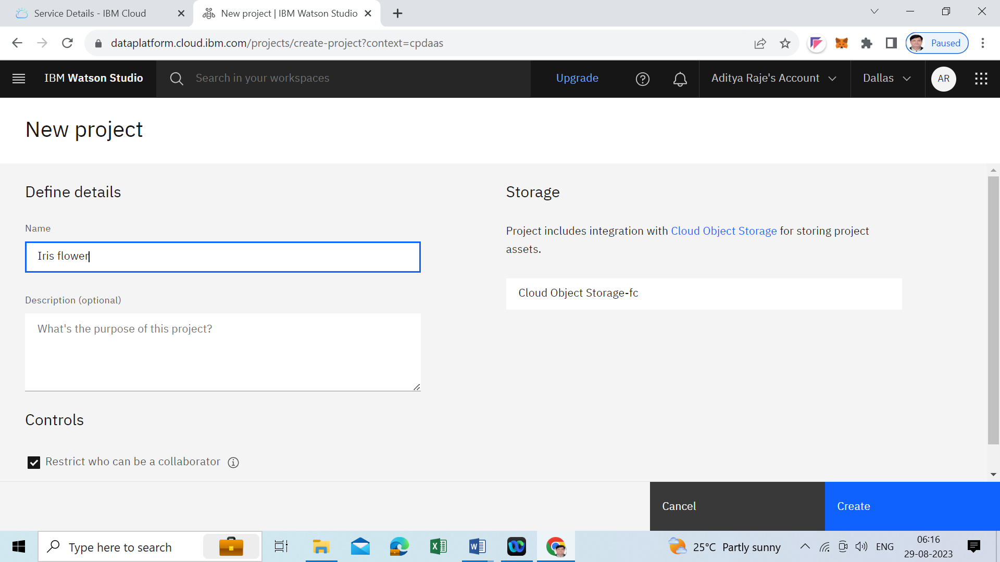 Service Details - IBM Cloud
New project | IBM Watson Studio
dataplatform.cloud.ibm.com/projects/create-project?context=cpdaas
Paused
IBM Watson Studio
Search in your workspaces
Upgrade
Aditya Raje's Account
Dallas
AR
New project
Define details
Name
Iris flower
Description (optional)
What's the purpose of this project?
Controls
Restrict who can be a collaborator
Storage
Project includes integration with Cloud Object Storage for storing project
assets.
Cloud Object Storage-fc
Cancel
Create
Type here to search
25°C Partly sunny
ENG
06:16
29-08-2023